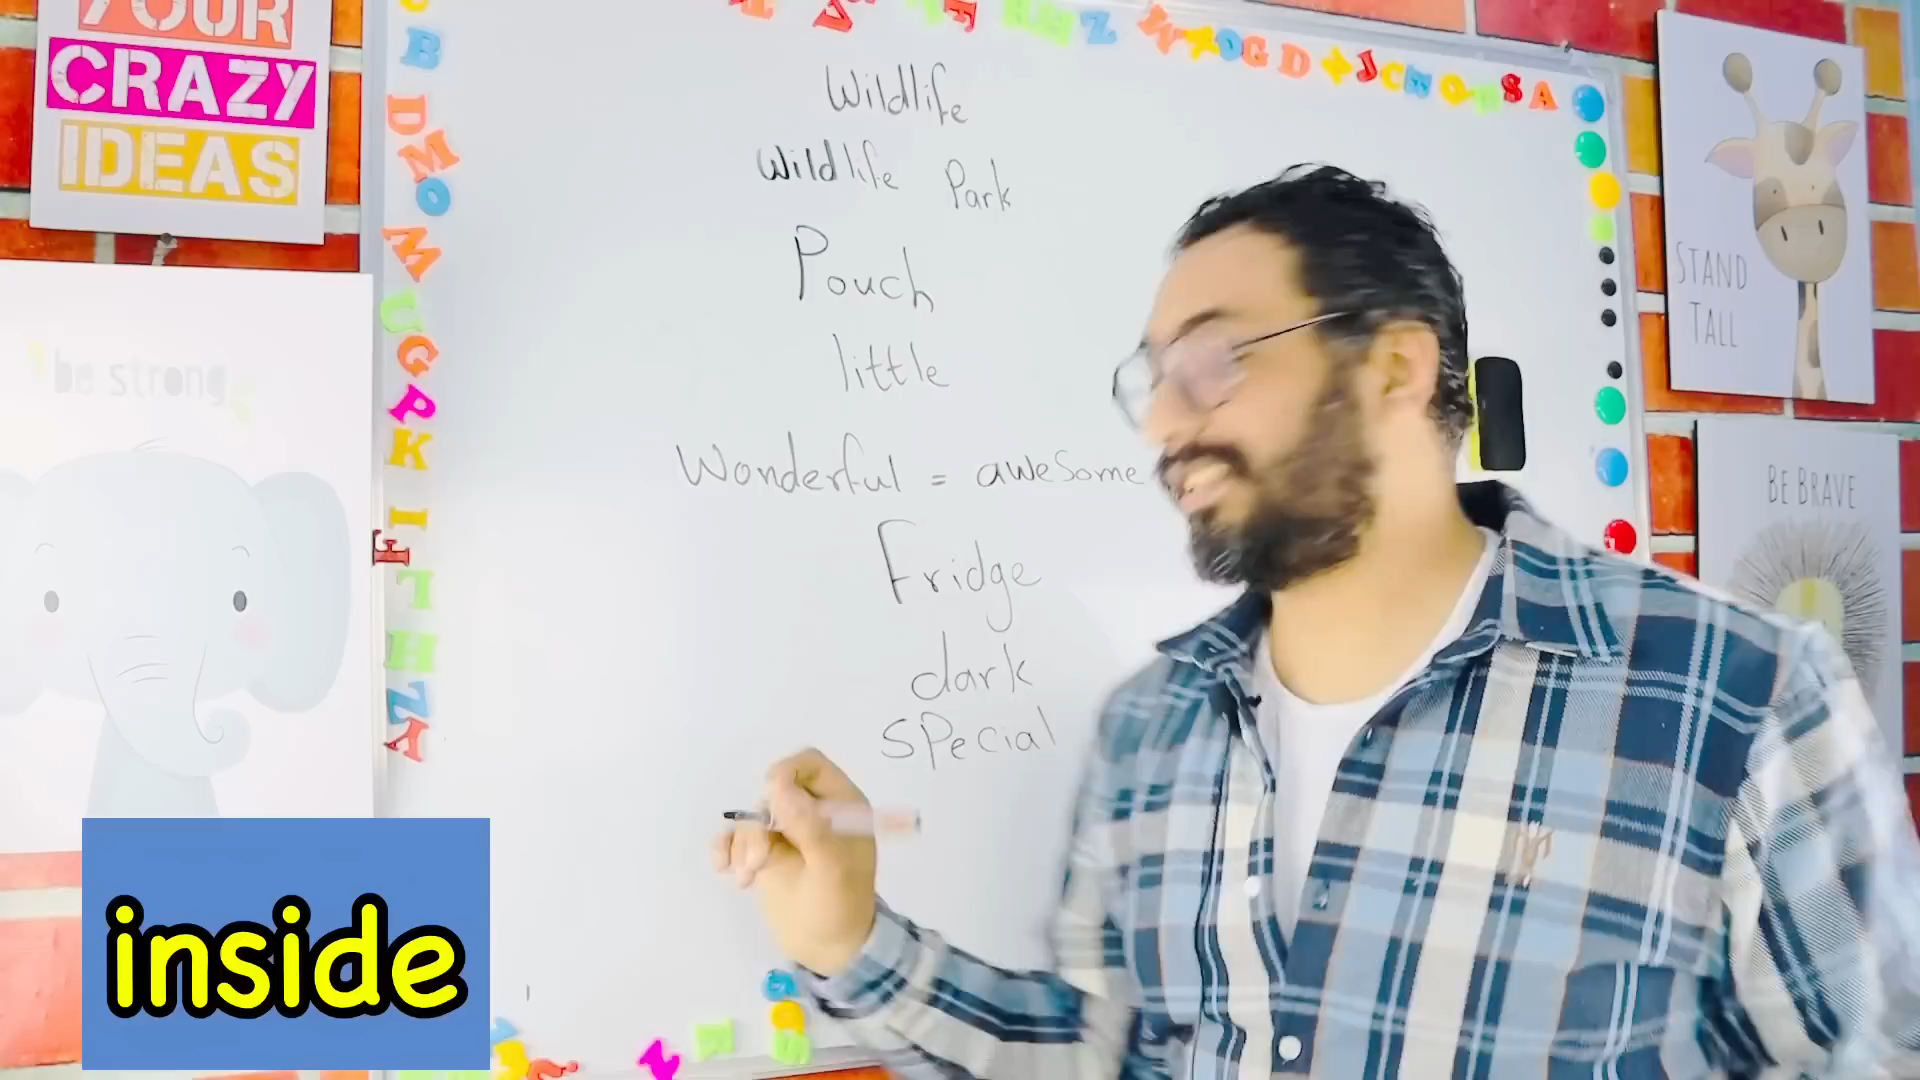 YOUR
CRAZY
IDEAS
be strong
Wildlife
Wildlife Park
Pouch
little
Wonderful = awesome
Fridge
dark
special
STAND
TALL
BE BRAVE
inside